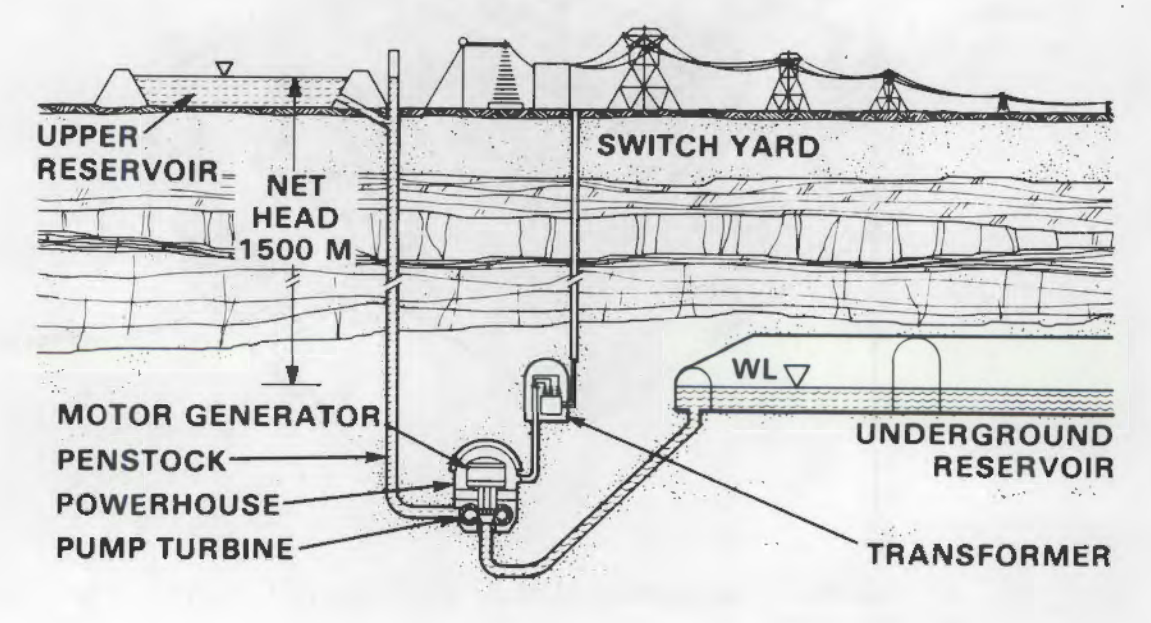 UPPER
RESERVOIR
NET
HEAD
1500 M
SWITCH YARD
WL
MOTOR GENERATOR
PENSTOCK
POWERHOUSE
PUMP TURBINE
UNDERGROUND
RESERVOIR
TRANSFORMER